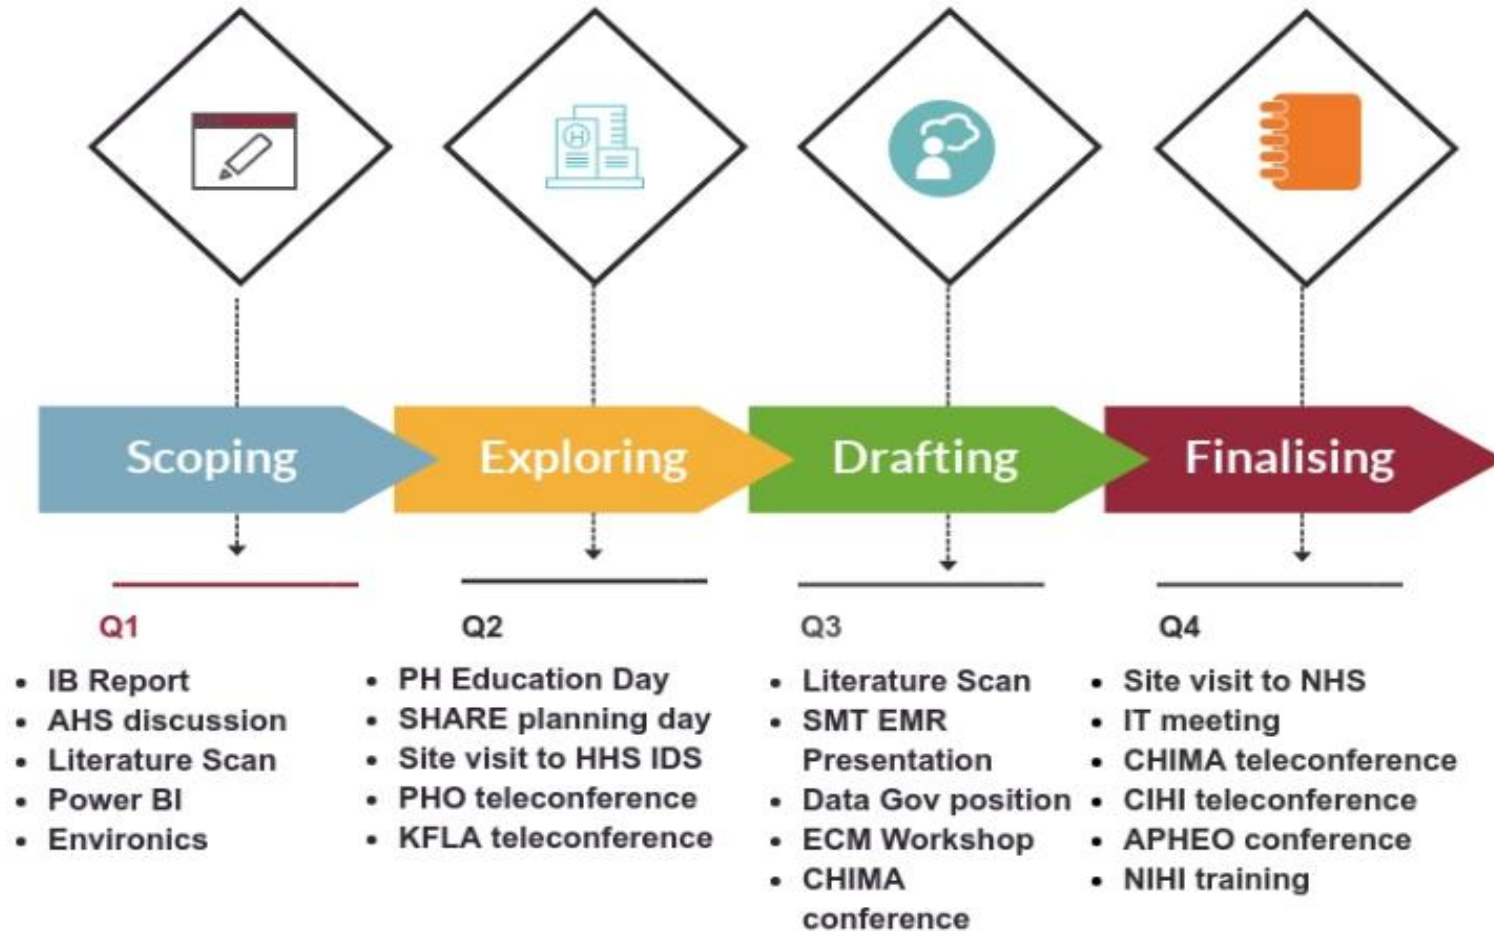 H
Scoping
Exploring
Drafting
Finalising
Q1
• IB Report
• AHS discussion
• Literature Scan
• Power BI
• Environics
Q2
• PH Education Day
• SHARE planning day
• Site visit to HHS IDS
• PHO teleconference
• KFLA teleconference
Q3
• Literature Scan
• SMT EMR
Presentation
• Data Gov position
• ECM Workshop
• CHIMA
conference
Q4
• Site visit to NHS
• IT meeting
• CHIMA teleconference
• CIHI teleconference
• APHEO conference
• NIHI training